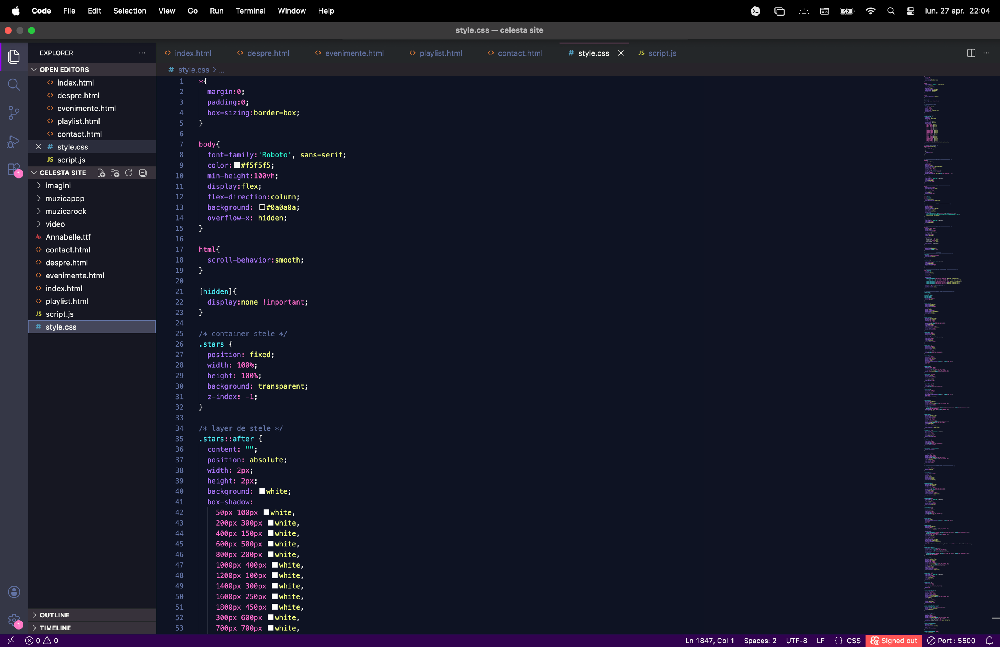 Code File Edit Selection View Go Run Terminal Window Help lun. 27 apr. 22:04
style.css — celesta site
EXPLORER
OPEN EDITORS
index.html
despre.html
evenimente.html
playlist.html
contact.html
# style.css
JS script.js
CELESTA SITE
imagini
muzicapop
muzicarock
video
Annabelle.ttf
contact.html
despre.html
evenimente.html
index.html
playlist.html
JS script.js
# style.css
OUTLINE
TIMELINE
1
1
index.html despre.html evenimente.html playlist.html contact.html # style.css JS script.js
# style.css > ...
1 *{
2 margin:0;
3 padding:0;
4 box-sizing:border-box;
5 }
6
7 body{
8 font-family:'Roboto', sans-serif;
9 color:#f5f5f5;
10 min-height:100vh;
11 display:flex;
12 flex-direction:column;
13 background: #0a0a0a;
14 overflow-x: hidden;
15 }
16
17 html{
18 scroll-behavior:smooth;
19 }
20
21 [hidden]{
22 display:none !important;
23 }
24
25 /* container stele */
26 .stars {
27 position: fixed;
28 width: 100%;
29 height: 100%;
30 background: transparent;
31 z-index: -1;
32 }
33
34 /* layer de stele */
35 .stars::after {
36 content: "";
37 position: absolute;
38 width: 2px;
39 height: 2px;
40 background: white;
41 box-shadow:
42 50px 100px white,
43 200px 300px white,
44 400px 150px white,
45 600px 500px white,
46 800px 200px white,
47 1000px 400px white,
48 1200px 100px white,
49 1400px 300px white,
50 1600px 250px white,
51 1800px 450px white,
52 300px 600px white,
53 700px 700px white,
0 0 Ln 1847, Col 1 Spaces: 2 UTF-8 LF { } CSS Signed out Port : 5500